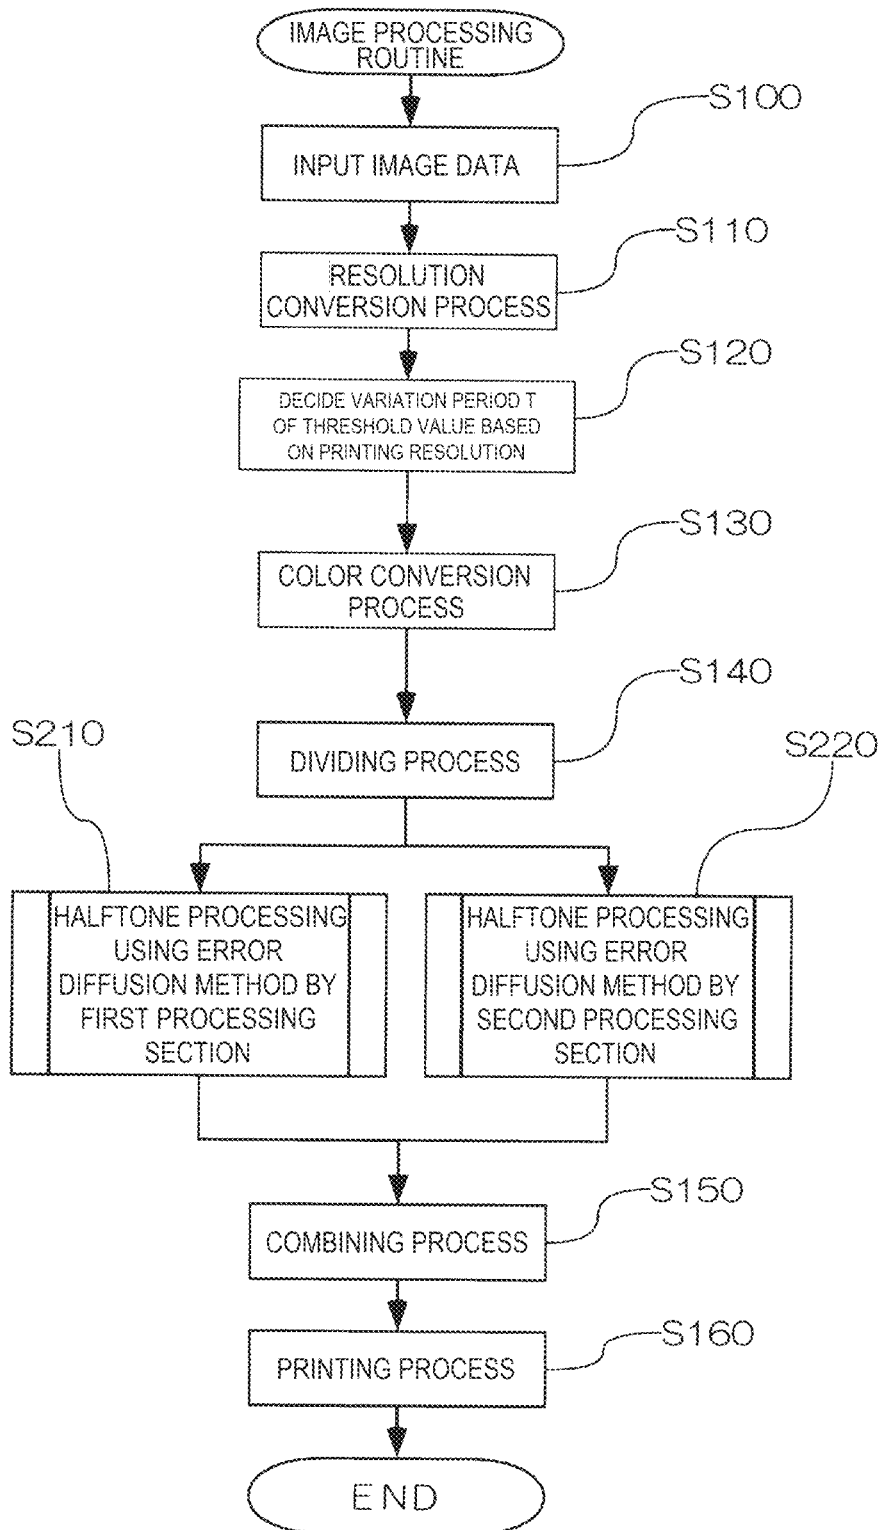 IMAGE PROCESSING
ROUTINE
S100
INPUT IMAGE DATA
S110
RESOLUTION
CONVERSION PROCESS
S120
DECIDE VARIATION PERIOD T
OF THRESHOLD VALUE BASED
ON PRINTING RESOLUTION
S130
COLOR CONVERSION
PROCESS
S140
DIVIDING PROCESS
S210
HALFTONE PROCESSING
USING ERROR
DIFFUSION METHOD BY
FIRST PROCESSING
SECTION
S220
HALFTONE PROCESSING
USING ERROR
DIFFUSION METHOD BY
SECOND PROCESSING
SECTION
S150
COMBINING PROCESS
S160
PRINTING PROCESS
END